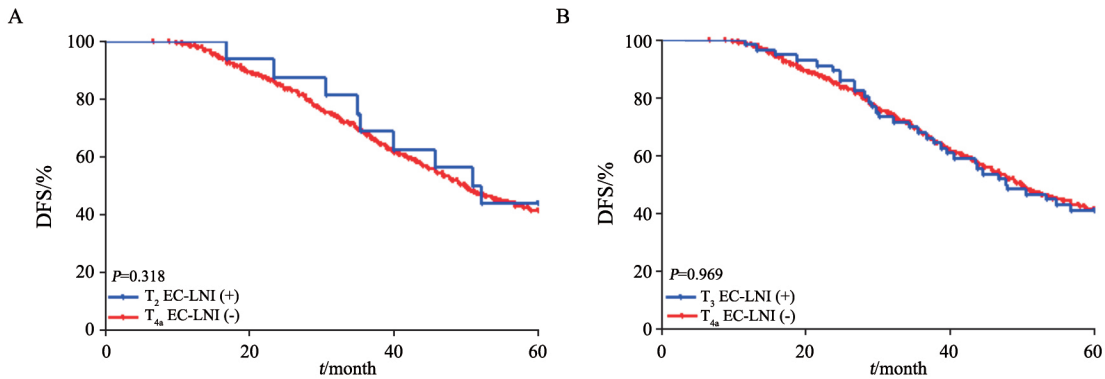 A
100
80
60
40
20
0
DFS/%
P=0.318
T2 EC-LNI (+)
T4a EC-LNI (-)
0 20 40 60
t/month
B
100
80
60
40
20
0
DFS/%
P=0.969
T3 EC-LNI (+)
T4a EC-LNI (-)
0 20 40 60
t/month